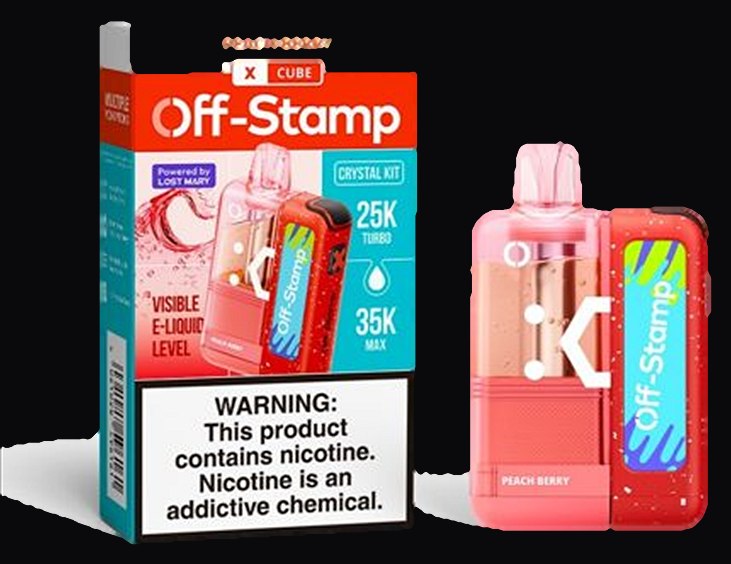 X CUBE
Off-Stamp
Powered by
LOST MARY
CRYSTAL KIT
25K
TURBO
35K
MAX
VISIBLE
E-LIQUID
LEVEL
Off-Stamp
PEACH BERRY
WARNING:
This product
contains nicotine.
Nicotine is an
addictive chemical.
Off-Stamp
PEACH BERRY